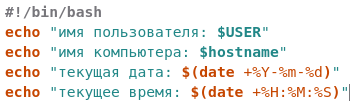 #!/bin/bash
echo "имя пользователя: $USER"
echo "имя компьютера: $hostname"
echo "текущая дата: $(date +%Y-%m-%d)"
echo "текущее время: $(date +%H:%M:%S)"